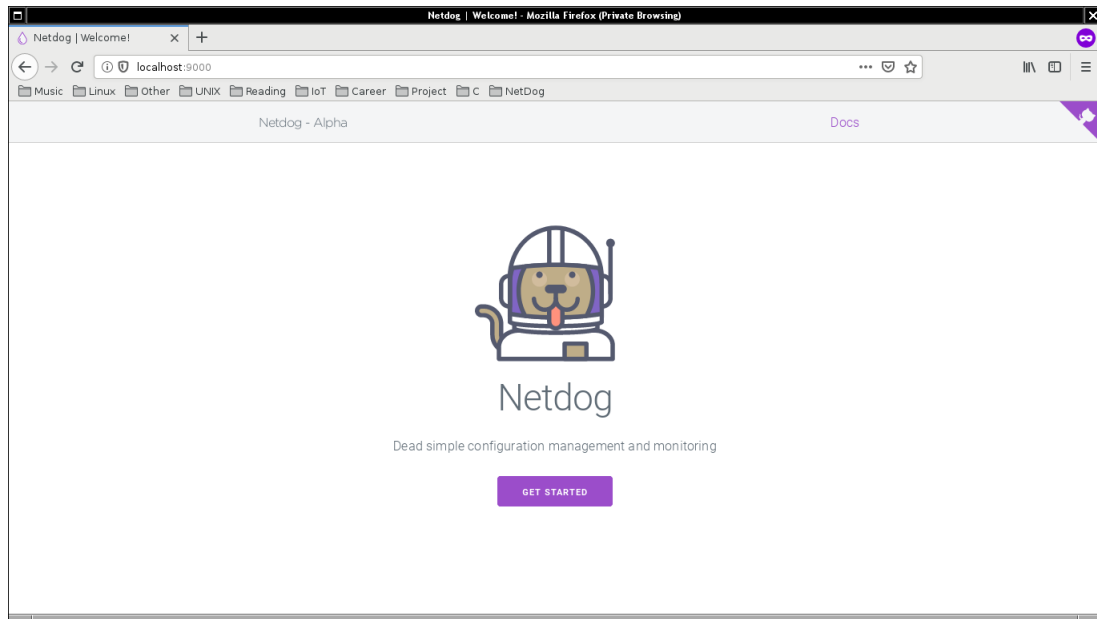 Netdog | Welcome! - Mozilla Firefox (Private Browsing)
Netdog | Welcome!
localhost:9000
Music Linux Other UNIX Reading IoT Career Project C NetDog
Netdog - Alpha Docs
Netdog
Dead simple configuration management and monitoring
GET STARTED